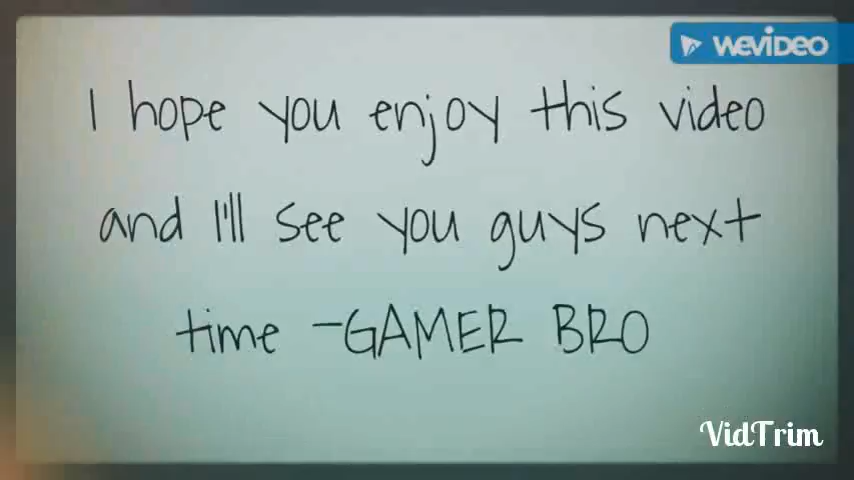 WEVIDEO
I hope you enjoy this video
and I'll see you guys next
time -GAMER BRO
VidTrim